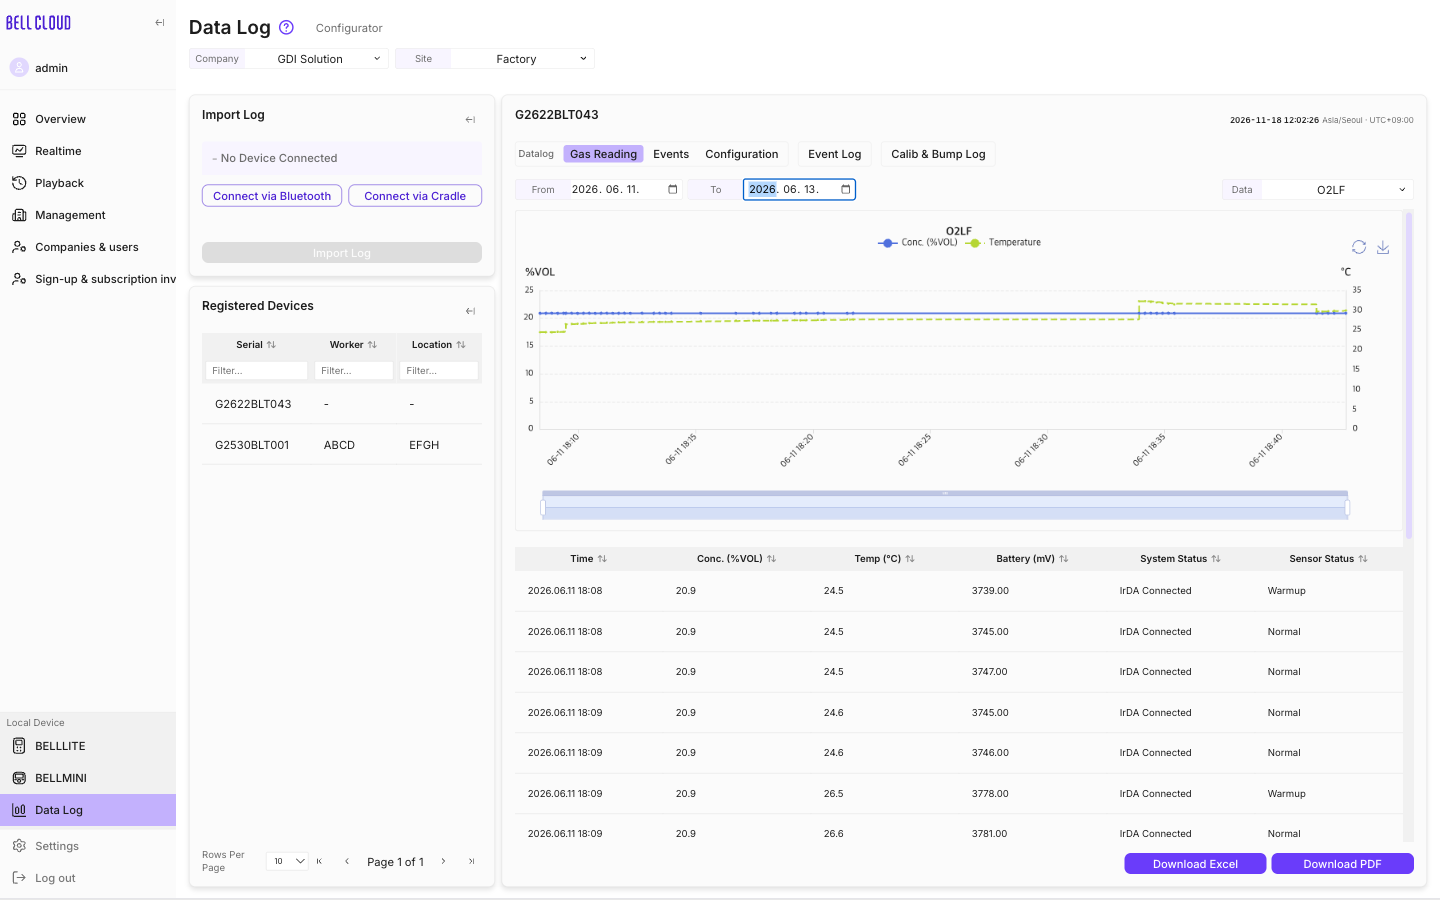 BELL CLOUD
admin
Overview
Realtime
Playback
Management
Companies & users
Sign-up & subscription inv
Local Device
BELLLITE
BELLMINI
Data Log
Settings
Log out
Data Log ? Configurator
Company GDI Solution Site Factory
Import Log
- No Device Connected
Connect via Bluetooth Connect via Cradle
Import Log
Registered Devices
Serial Worker Location
Filter... Filter... Filter...
G2622BLT043 - -
G2530BLT001 ABCD EFGH
Rows Per
Page
10 Page 1 of 1
G2622BLT043
2026-11-18 12:02:26 Asia/Seoul · UTC+09:00
Datalog Gas Reading Events Configuration Event Log Calib & Bump Log
From 2026. 06. 11. To 2026. 06. 13. Data O2LF
O2LF
Conc. (%VOL) Temperature
%VOL °C
25 35
20 30
15 25
10 20
5 15
0 10
5
0
06-11 18:10 06-11 18:15 06-11 18:20 06-11 18:25 06-11 18:30 06-11 18:35 06-11 18:40
Time Conc. (%VOL) Temp (°C) Battery (mV) System Status Sensor Status
2026.06.11 18:08 20.9 24.5 3739.00 IrDA Connected Warmup
2026.06.11 18:08 20.9 24.5 3745.00 IrDA Connected Normal
2026.06.11 18:08 20.9 24.5 3747.00 IrDA Connected Normal
2026.06.11 18:09 20.9 24.6 3745.00 IrDA Connected Normal
2026.06.11 18:09 20.9 24.6 3746.00 IrDA Connected Normal
2026.06.11 18:09 20.9 26.5 3778.00 IrDA Connected Warmup
2026.06.11 18:09 20.9 26.6 3781.00 IrDA Connected Normal
Download Excel Download PDF